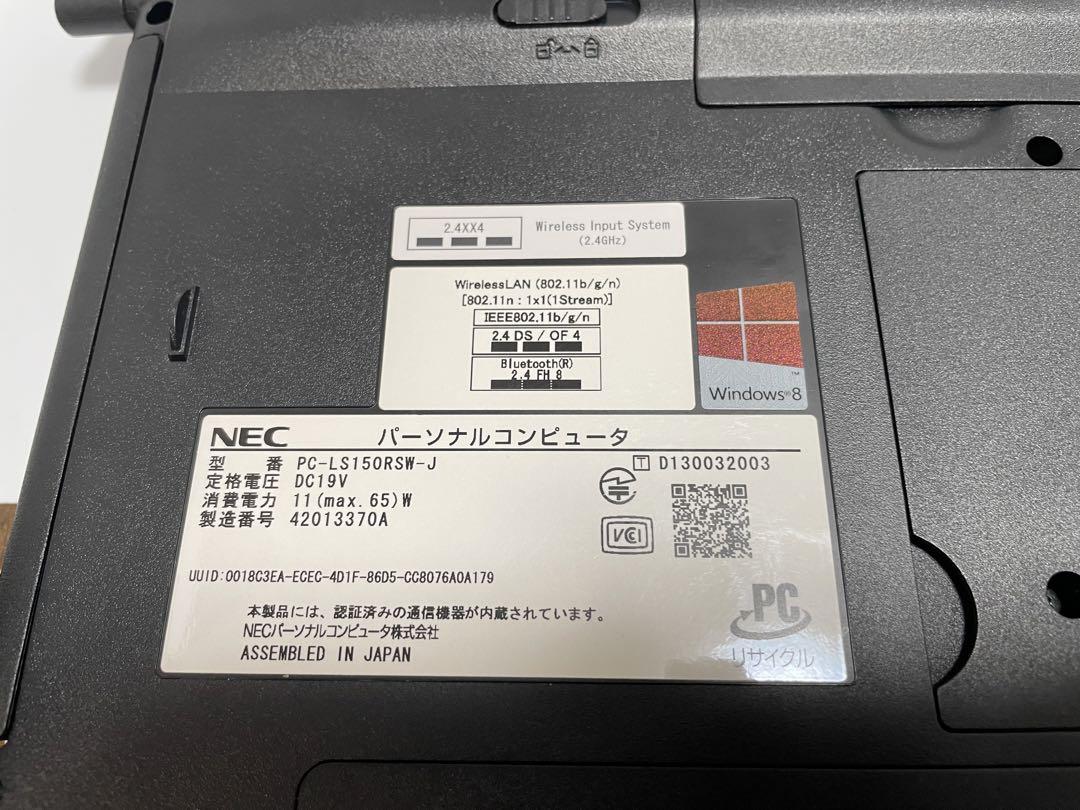 2.4XX4
Wireless Input System
(2.4GHz)
WirelessLAN (802.11b/g/n)
[802.11n : 1x1(1Stream)]
IEEE802.11b/g/n
2.4 DS / OF 4
Bluetooth(R)
2.4 FH 8
Windows®8
™
NEC パーソナルコンピュータ
型 番 PC-LS150RSW-J
定格電圧 DC19V
消費電力 11(max.65)W
製造番号 42013370A
T D130032003
VCI
UUID:0018C3EA-ECEC-4D1F-86D5-CC8076A0A179
本製品には、認証済みの通信機器が内蔵されています。
NECパーソナルコンピュータ株式会社
ASSEMBLED IN JAPAN
PC
リサイクル